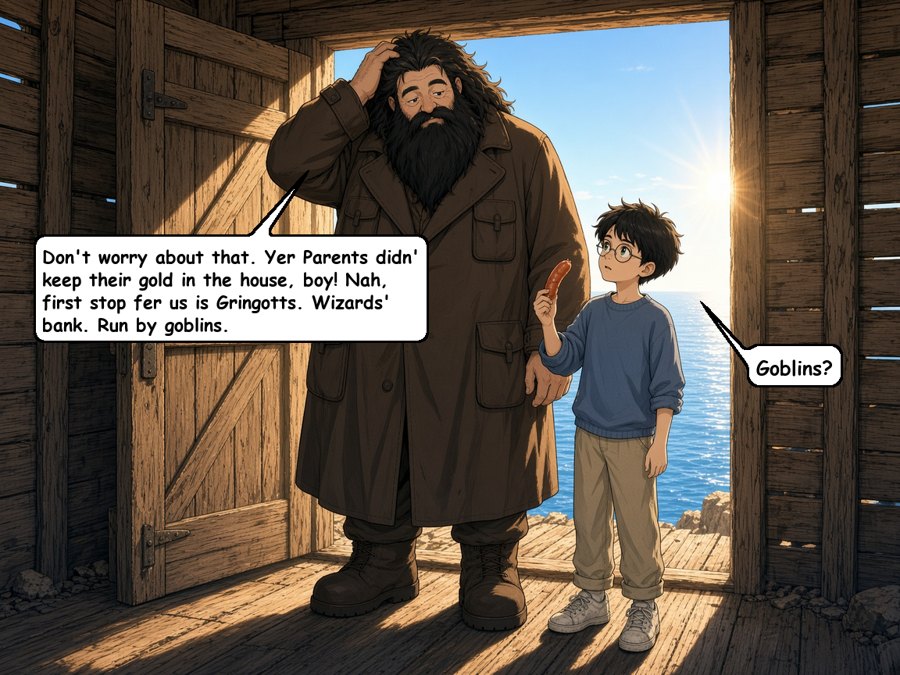 Don't worry about that. Yer Parents didn'
keep their gold in the house, boy! Nah,
first stop fer us is Gringotts. Wizards'
bank. Run by goblins.
Goblins?